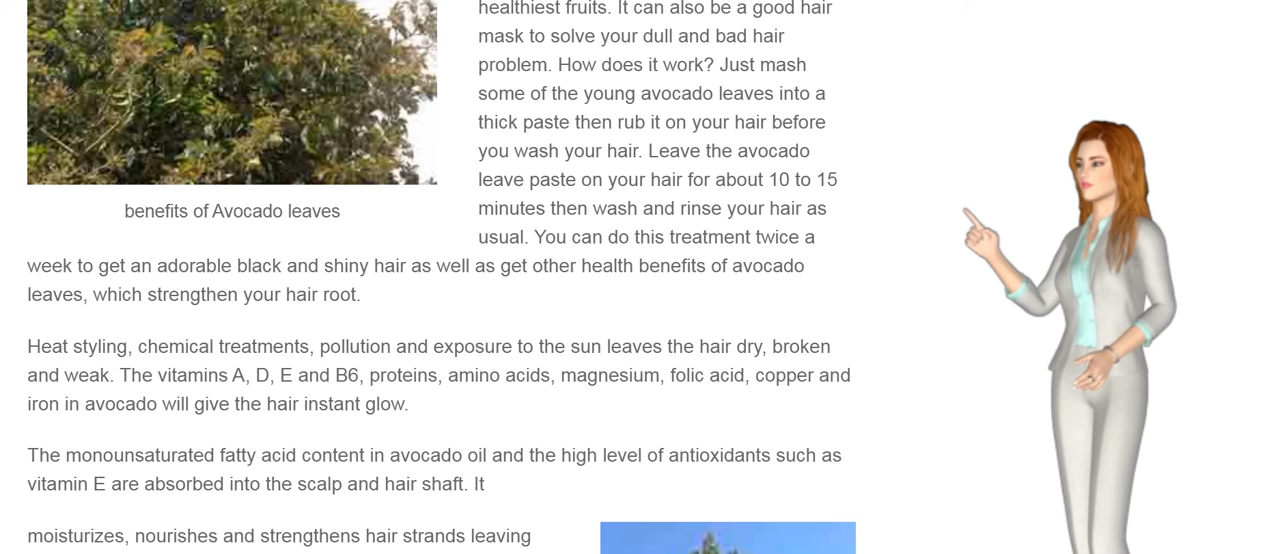 healthiest fruits. It can also be a good hair
mask to solve your dull and bad hair
problem. How does it work? Just mash
some of the young avocado leaves into a
thick paste then rub it on your hair before
you wash your hair. Leave the avocado
leave paste on your hair for about 10 to 15
minutes then wash and rinse your hair as
usual. You can do this treatment twice a
benefits of Avocado leaves
week to get an adorable black and shiny hair as well as get other health benefits of avocado
leaves, which strengthen your hair root.
Heat styling, chemical treatments, pollution and exposure to the sun leaves the hair dry, broken
and weak. The vitamins A, D, E and B6, proteins, amino acids, magnesium, folic acid, copper and
iron in avocado will give the hair instant glow.
The monounsaturated fatty acid content in avocado oil and the high level of antioxidants such as
vitamin E are absorbed into the scalp and hair shaft. It
moisturizes, nourishes and strengthens hair strands leaving